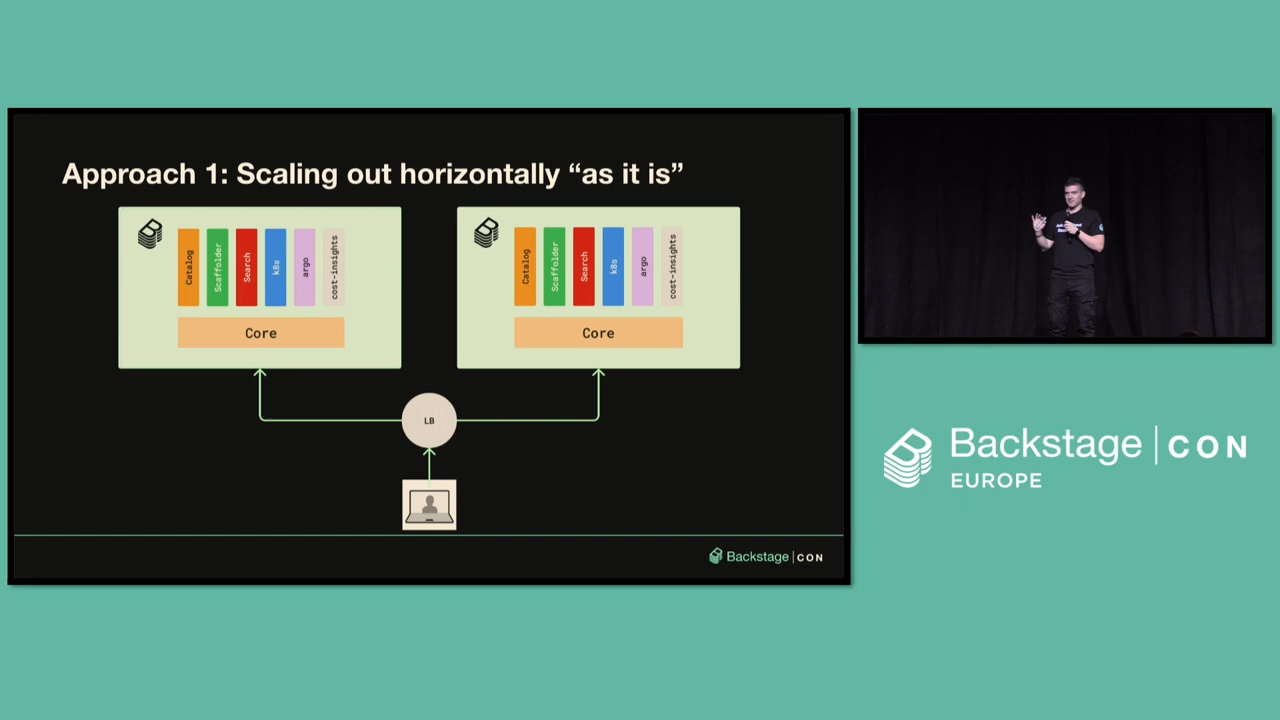 Approach 1: Scaling out horizontally “as it is”
Catalog
Scaffolder
Search
k8s
argo
cost-insights
Core
Catalog
Scaffolder
Search
k8s
argo
cost-insights
Core
LB
Backstage | CON
Backstage | CON
EUROPE